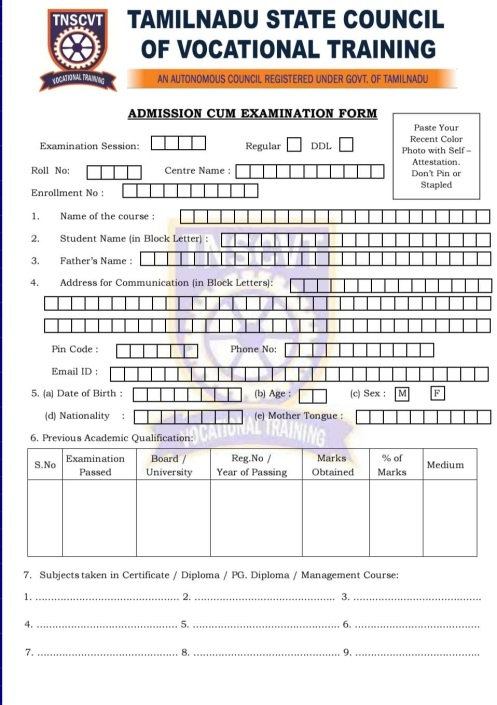 TNSCVT
VOCATIONAL TRAINING
TAMILNADU STATE COUNCIL
OF VOCATIONAL TRAINING
AN AUTONOMOUS COUNCIL REGISTERED UNDER GOVT. OF TAMILNADU
ADMISSION CUM EXAMINATION FORM
Paste Your
Recent Color
Photo with Self –
Attestation.
Don't Pin or
Stapled
Examination Session: Regular DDL
Roll No: Centre Name :
Enrollment No :
1. Name of the course :
2. Student Name (in Block Letter) :
3. Father's Name :
4. Address for Communication (in Block Letters):
Pin Code : Phone No:
Email ID :
5. (a) Date of Birth : (b) Age : (c) Sex : M F
(d) Nationality : (e) Mother Tongue :
6. Previous Academic Qualification:
S.No Examination Passed Board / University Reg.No / Year of Passing Marks Obtained % of Marks Medium
7. Subjects taken in Certificate / Diploma / PG. Diploma / Management Course:
1. ………………………………… 2. ………………………………… 3. …………………………………
4. ………………………………… 5. ………………………………… 6. …………………………………
7. ………………………………… 8. ………………………………… 9. …………………………………
TNSCVT
VOCATIONAL TRAINING